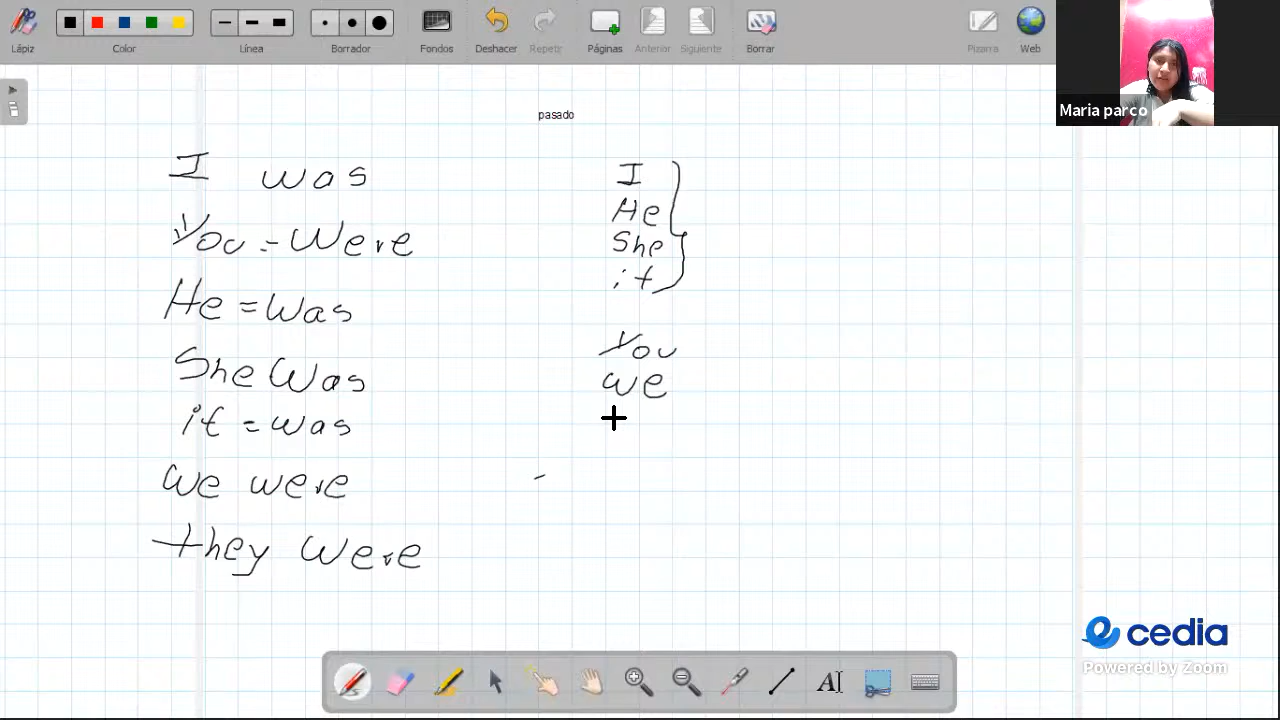 Lápiz Color Línea Borrador Fondos Deshacer Repetir Páginas Anterior Siguiente Borrar Pizarra Web
Maria parco
pasado
I was
You = Were
He = Was
She Was
it = was
we were
they were
I
He
She
it
You
we
cedia
Powered by Zoom